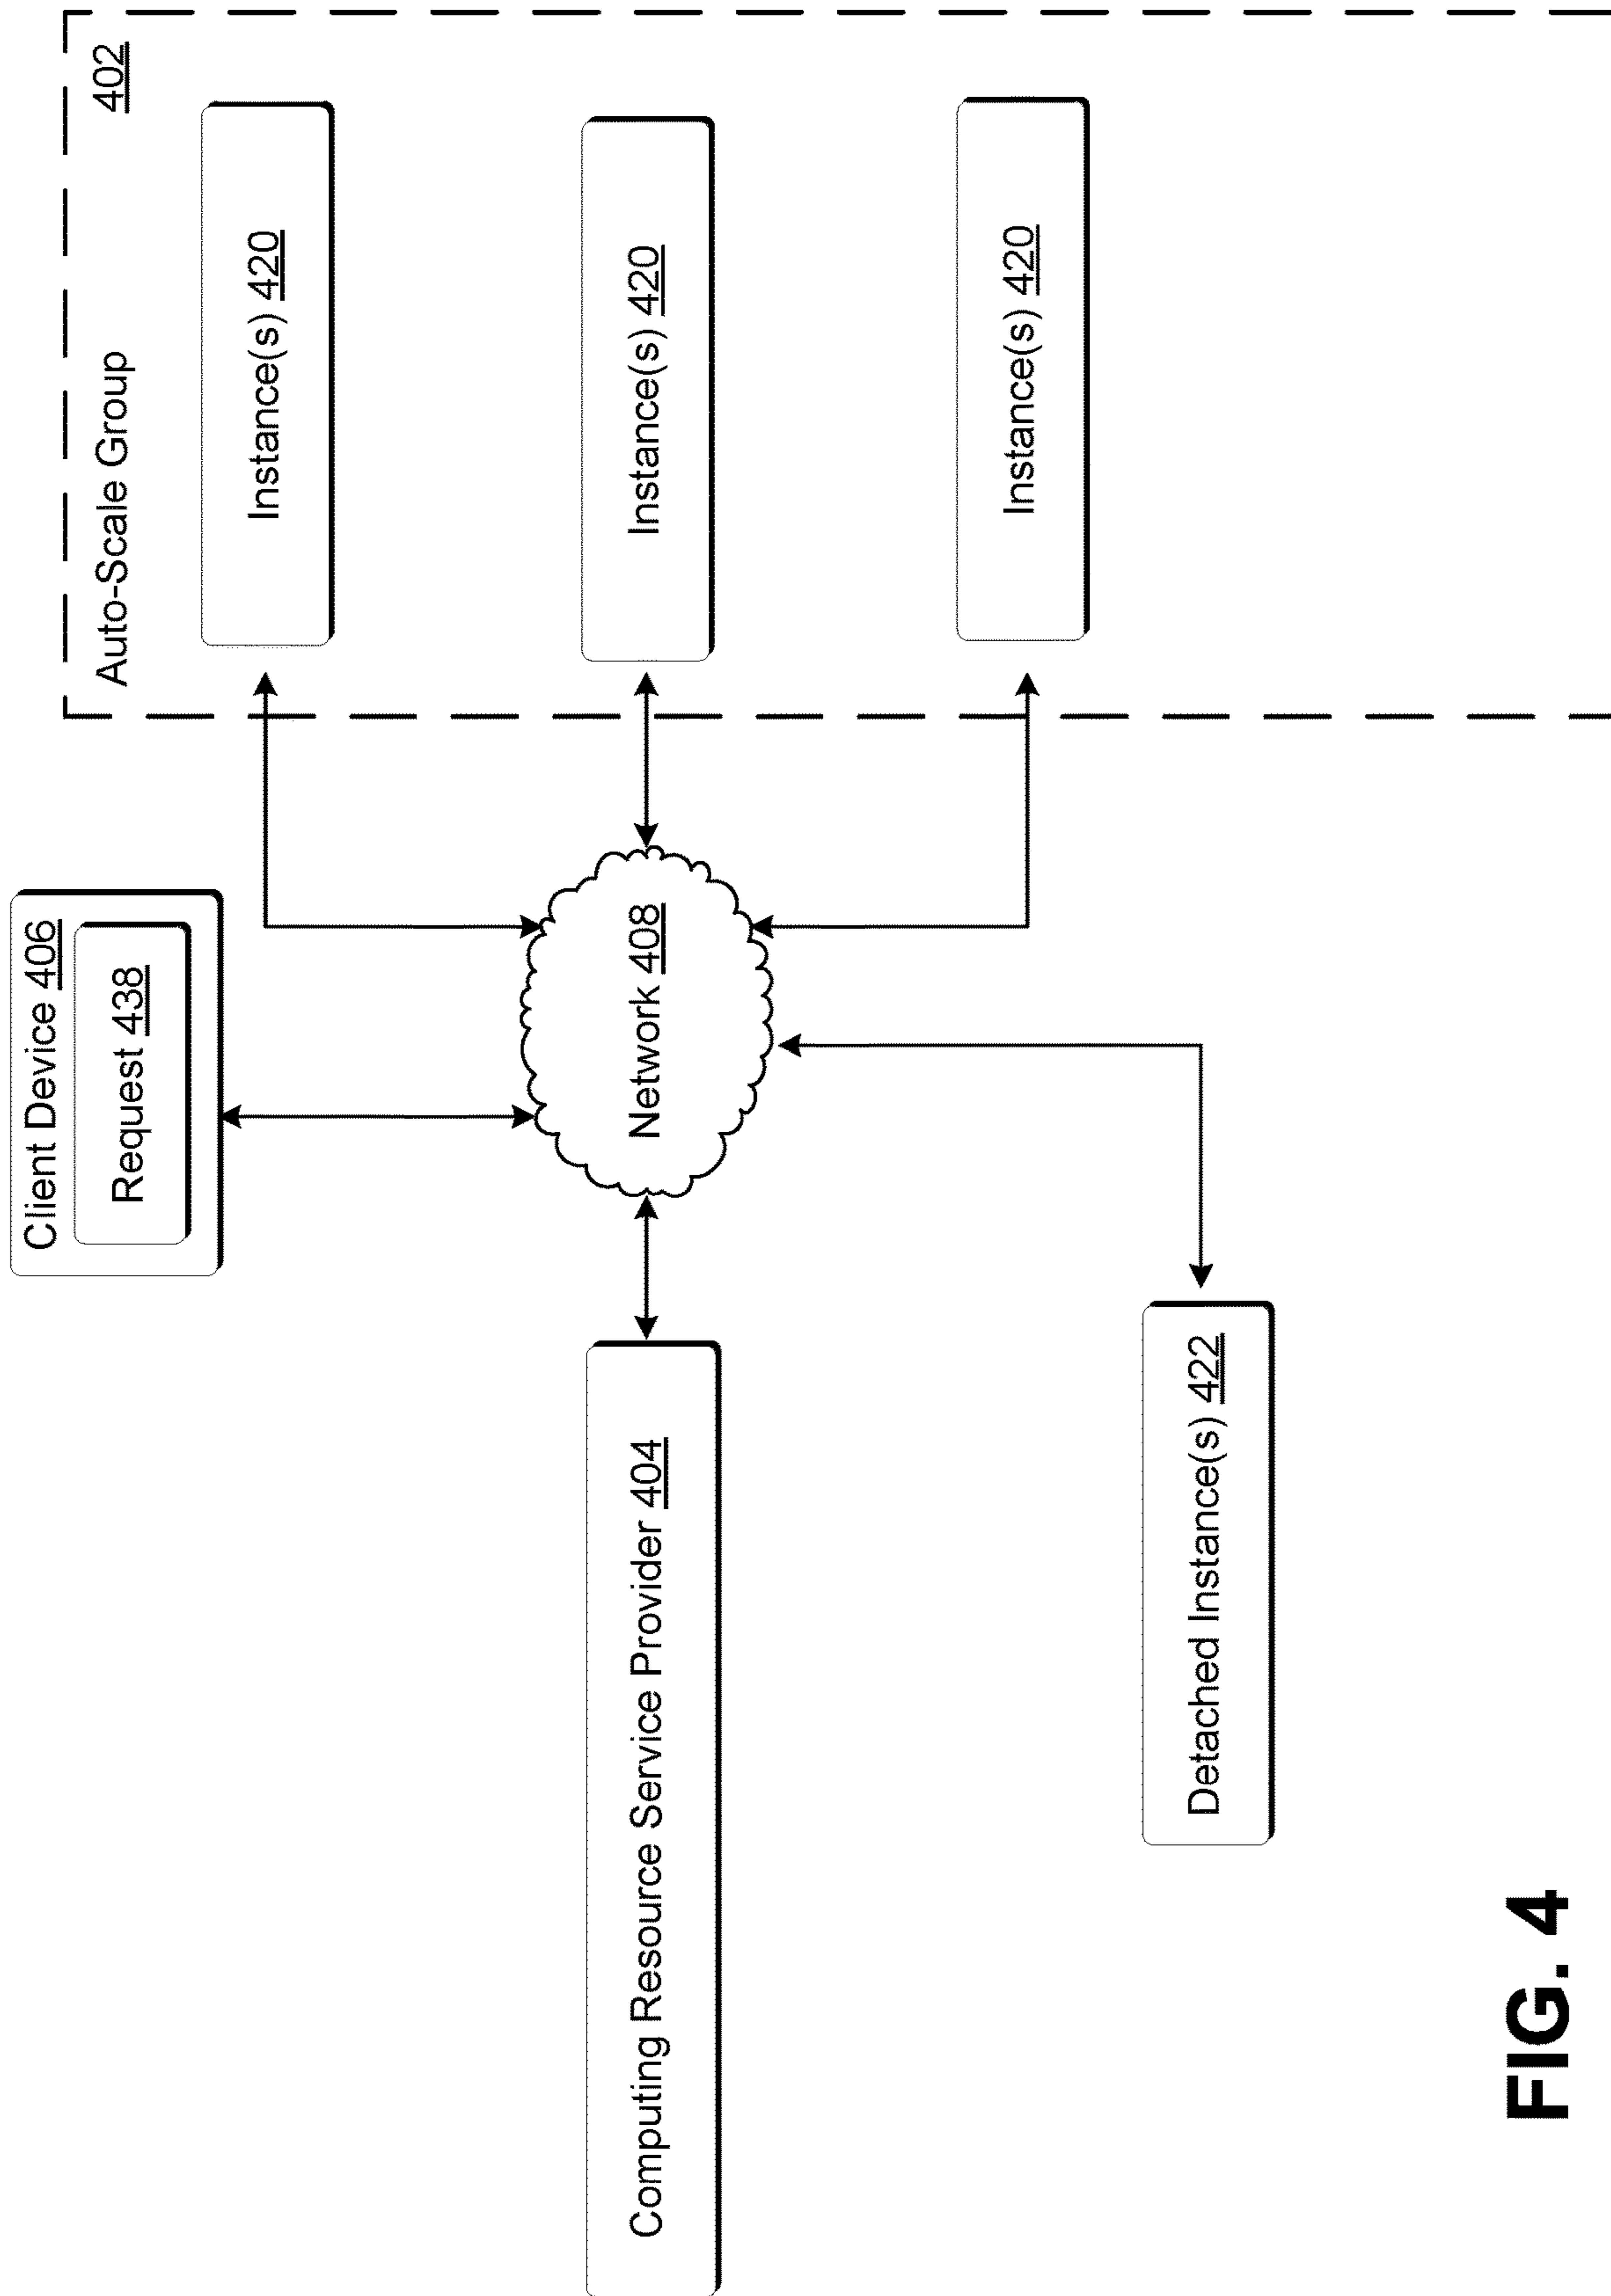 Client Device 406
Request 438
Auto-Scale Group
402
Instance(s) 420
Computing Resource Service Provider 404
Network 408
Instance(s) 420
Instance(s) 420
Detached Instance(s) 422
FIG. 4